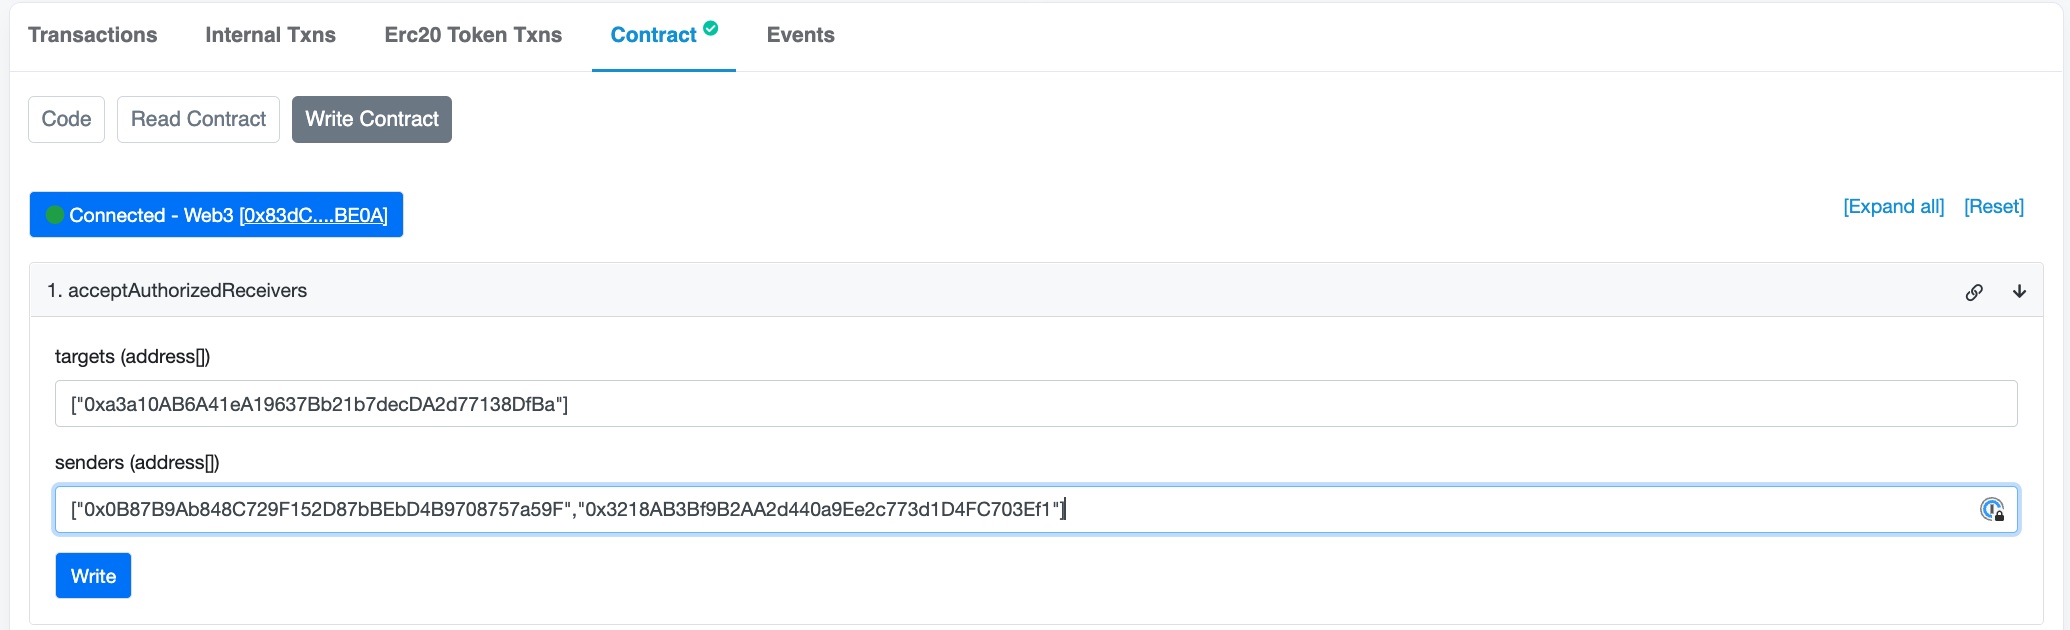 Transactions Internal Txns Erc20 Token Txns Contract Events
Code Read Contract Write Contract
Connected - Web3 [0x83dC....BE0A] [Expand all] [Reset]
1. acceptAuthorizedReceivers
targets (address[])
["0xa3a10AB6A41eA19637Bb21b7decDA2d77138DfBa"]
senders (address[])
["0x0B87B9Ab848C729F152D87bBEbD4B9708757a59F","0x3218AB3Bf9B2AA2d440a9Ee2c773d1D4FC703Ef1"]
Write